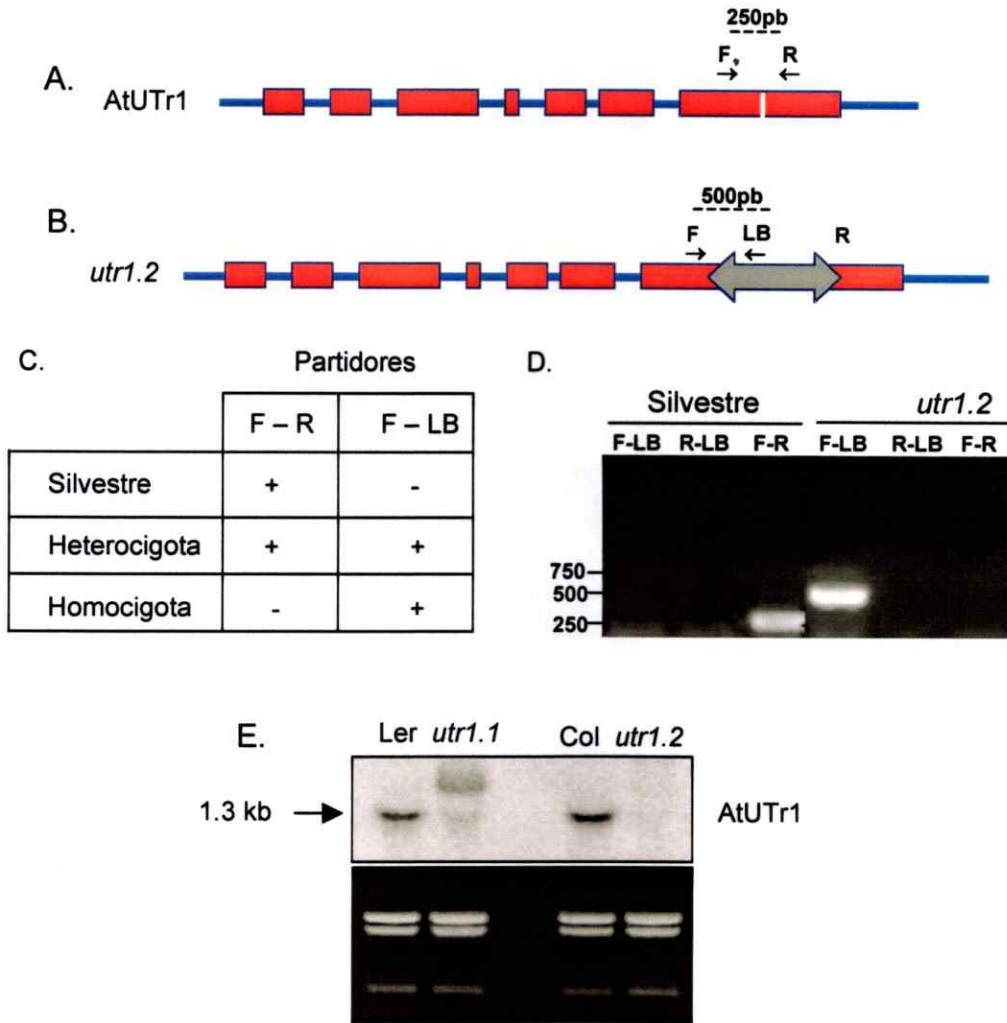 250pb
F R
A.
AtUTr1
500pb
B. F LB R
utr1.2
C.
Partidores
F – R F – LB
Silvestre + -
Heterocigota + +
Homocigota - +
D.
Silvestre utr1.2
F-LB R-LB F-R F-LB R-LB F-R
750
500
250
E.
Ler utr1.1 Col utr1.2
1.3 kb AtUTr1